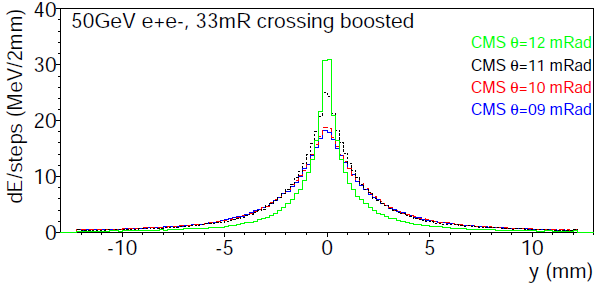 50GeV e+e-, 33mR crossing boosted
CMS θ=12 mRad
CMS θ=11 mRad
CMS θ=10 mRad
CMS θ=09 mRad
dE/steps (MeV/2mm)
40
30
20
10
0
-10 -5 0 5 10
y (mm)